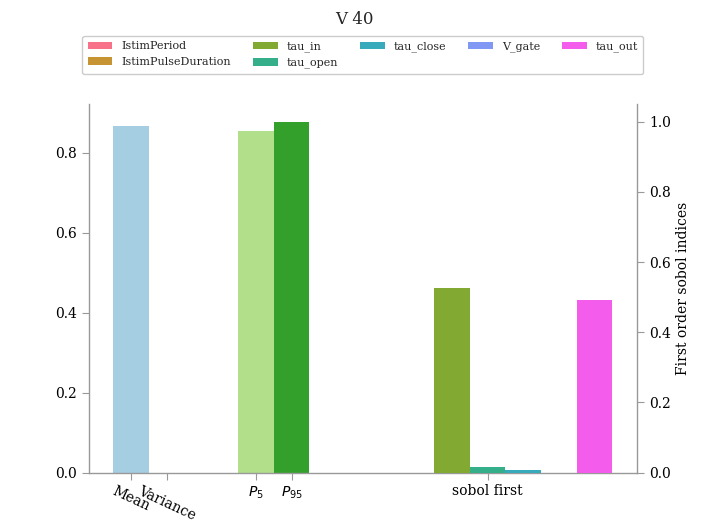 V 40
IstimPeriod tau_in tau_close V_gate tau_out
IstimPulseDuration tau_open
0.8
0.6
0.4
0.2
0.0
1.0
0.8
0.6
0.4
0.2
0.0
First order sobol indices
Mean Variance P5 P95 sobol first